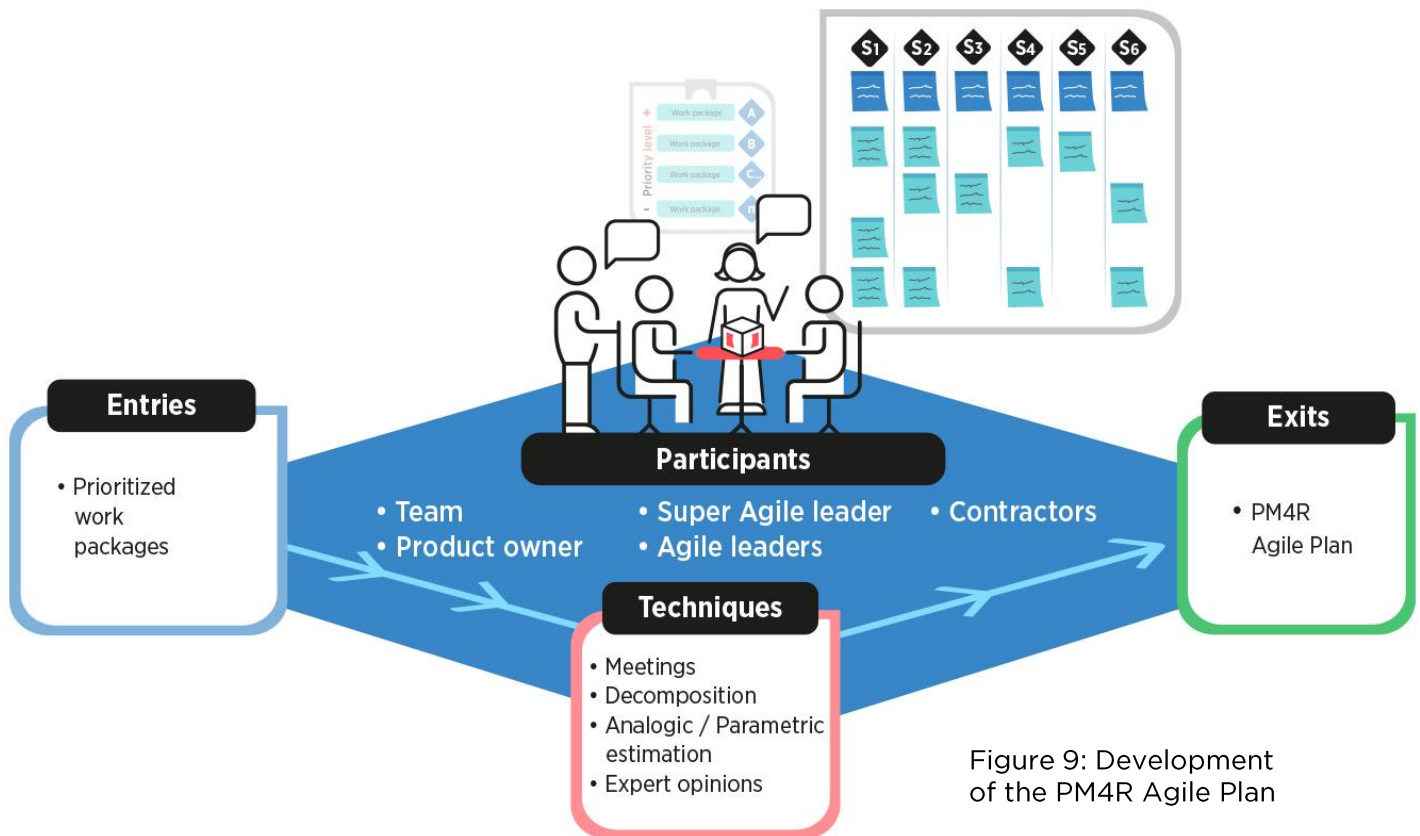 S1 S2 S3 S4 S5 S6
Priority level
+
-
Work package A
Work package B
Work package C...
Work package n
Entries
• Prioritized
work
packages
Participants
• Team
• Product owner
• Super Agile leader
• Agile leaders
• Contractors
Techniques
• Meetings
• Decomposition
• Analogic / Parametric
estimation
• Expert opinions
Exits
• PM4R
Agile Plan
Figure 9: Development
of the PM4R Agile Plan